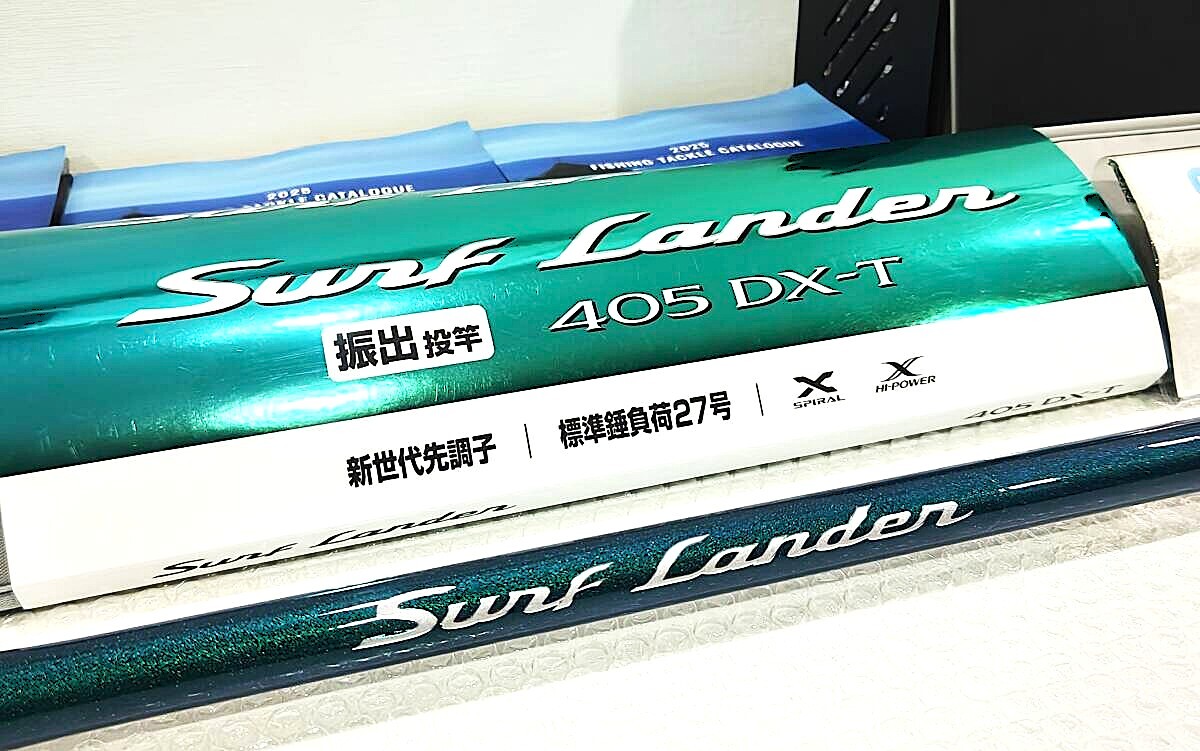 2025
FISHING TACKLE CATALOGUE
2025
TACKLE CATALOGUE
Surf Lander
405 DX-T
振出 投竿
新世代先調子 | 標準錘負荷27号 | X SPIRAL X HI-POWER
405 DX-T
Surf Lander
Surf Lander